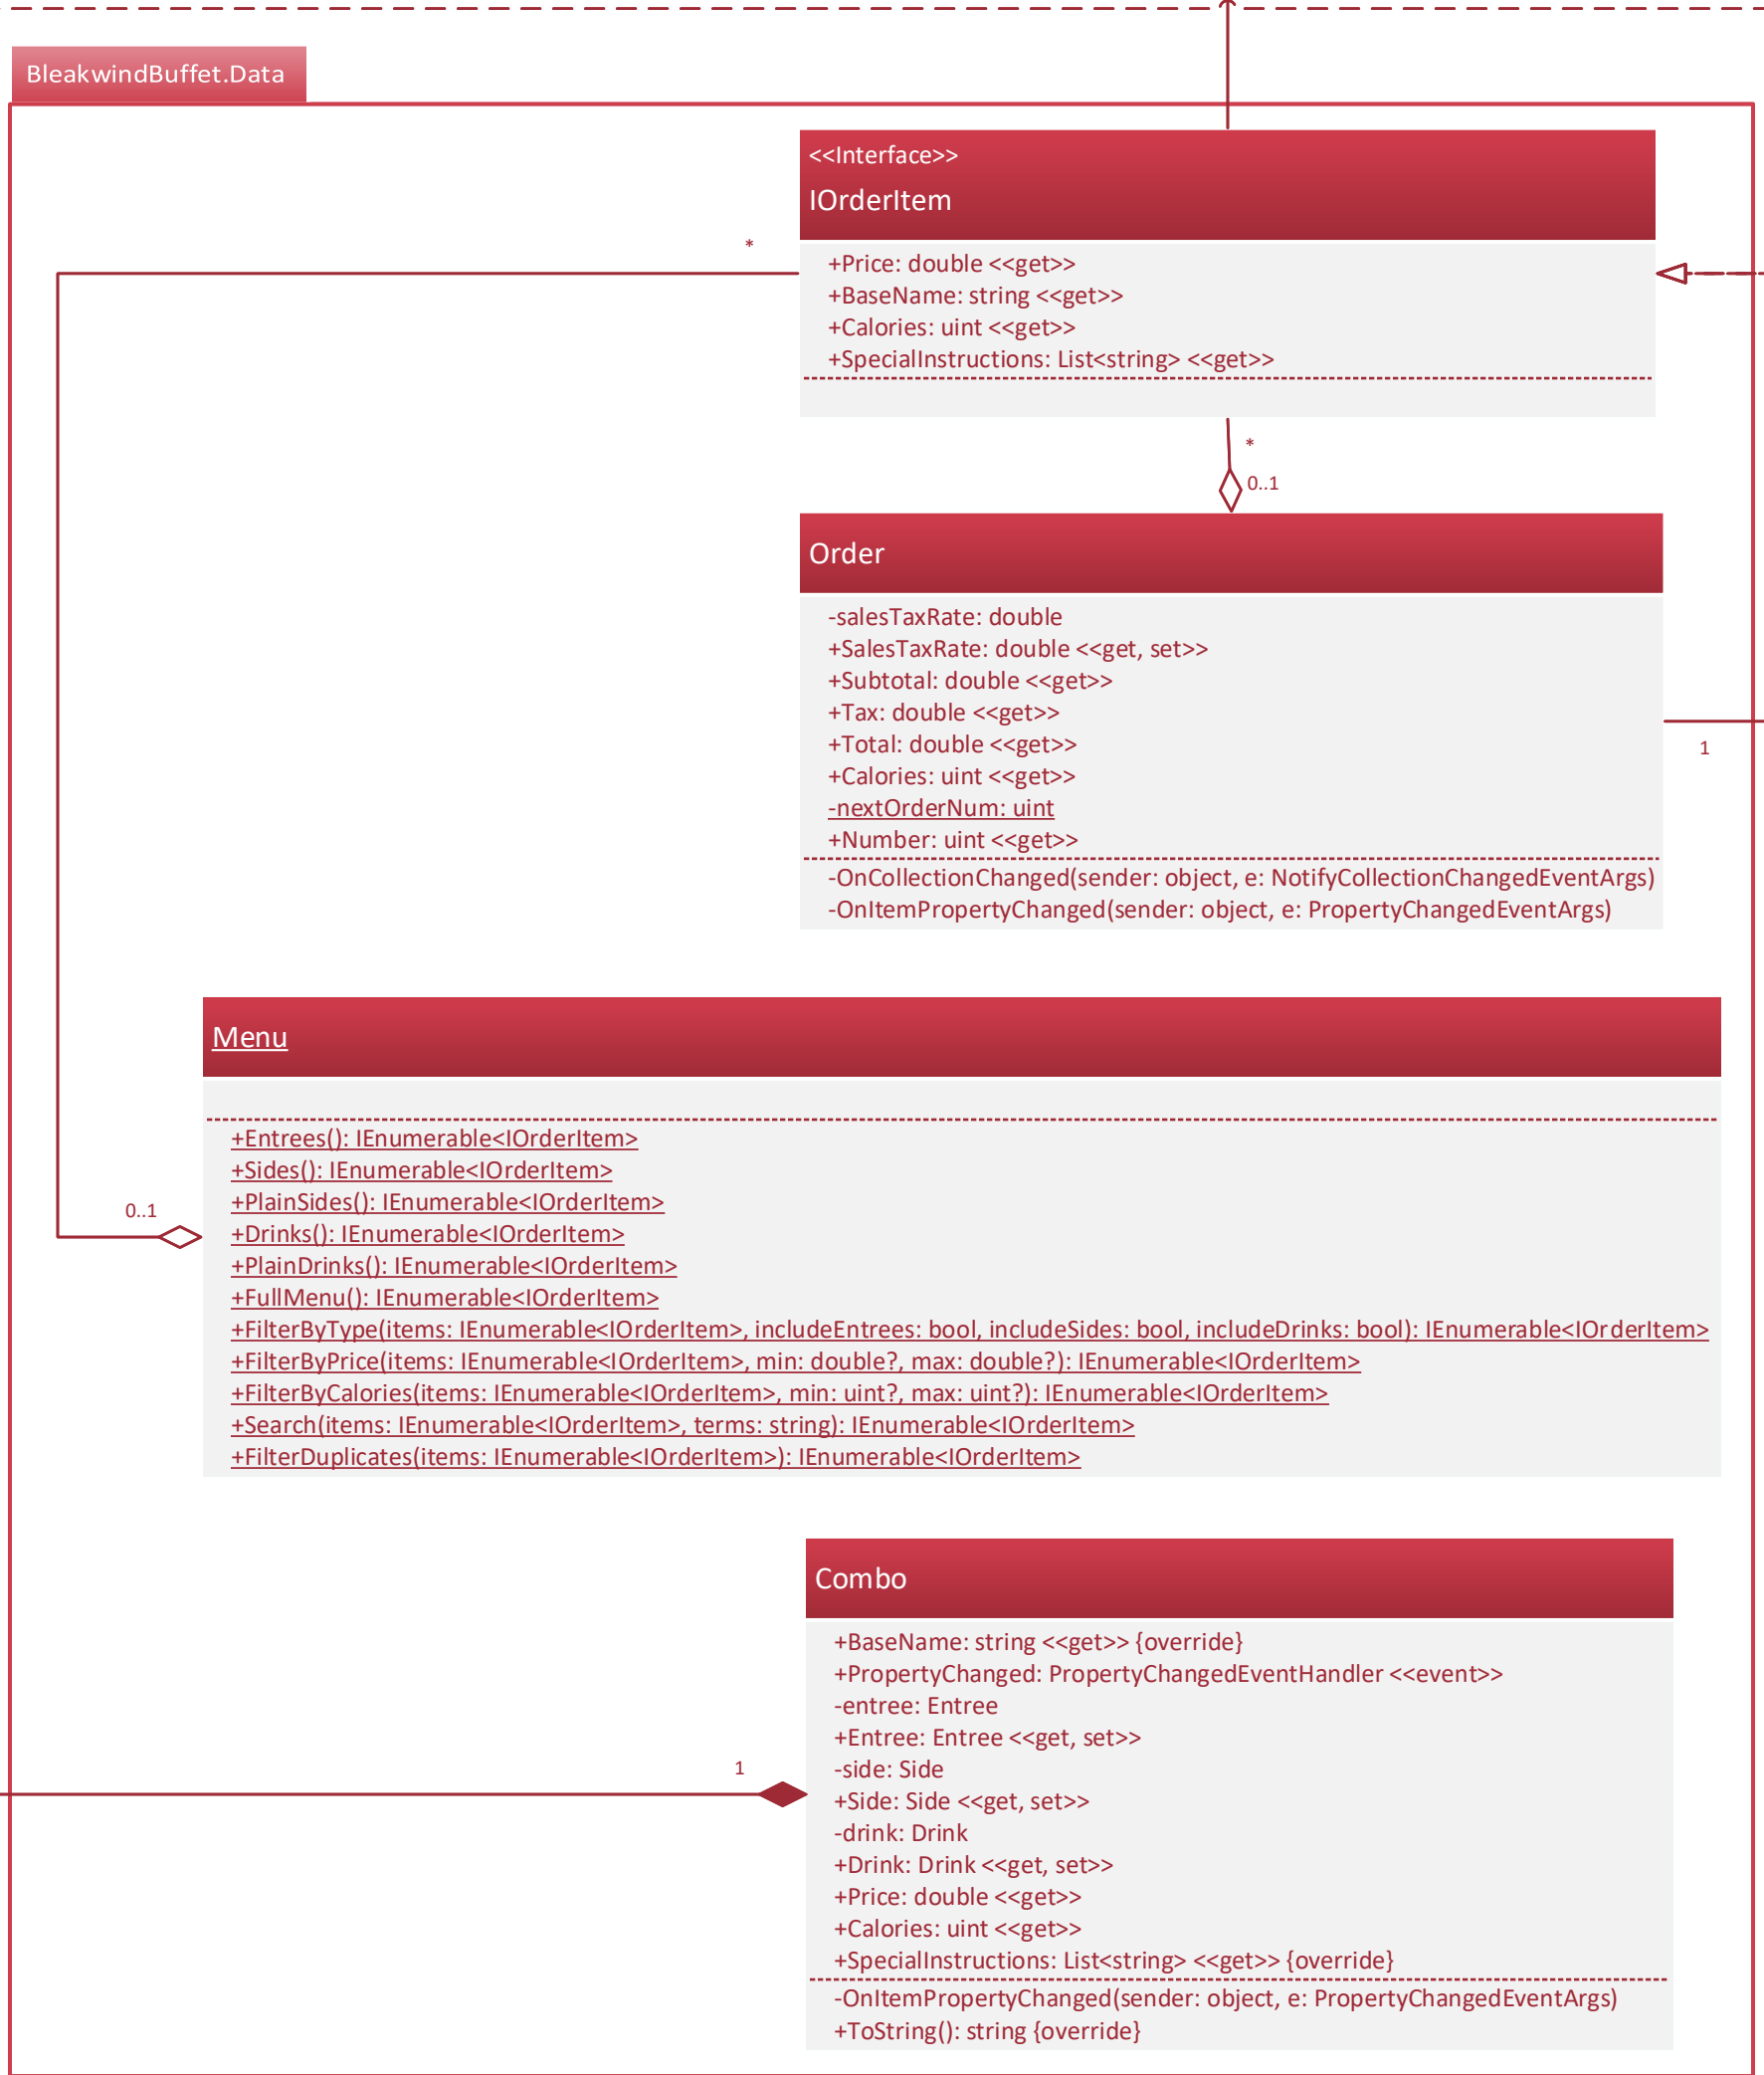 BleakwindBuffet.Data
<<Interface>>
IOrderItem
*
+Price: double <<get>>
+BaseName: string <<get>>
+Calories: uint <<get>>
+SpecialInstructions: List<string> <<get>>
*
0..1
Order
-salesTaxRate: double
+SalesTaxRate: double <<get, set>>
+Subtotal: double <<get>>
+Tax: double <<get>>
+Total: double <<get>>
1
+Calories: uint <<get>>
-nextOrderNum: uint
+Number: uint <<get>>
-OnCollectionChanged(sender: object, e: NotifyCollectionChangedEventArgs)
-OnItemPropertyChanged(sender: object, e: PropertyChangedEventArgs)
Menu
+Entrees(): IEnumerable<IOrderItem>
+Sides(): IEnumerable<IOrderItem>
+PlainSides(): IEnumerable<IOrderItem>
0..1
+Drinks(): IEnumerable<IOrderItem>
+PlainDrinks(): IEnumerable<IOrderItem>
+FullMenu(): IEnumerable<IOrderItem>
+FilterByType(items: IEnumerable<IOrderItem>, includeEntrees: bool, includeSides: bool, includeDrinks: bool): IEnumerable<IOrderItem>
+FilterByPrice(items: IEnumerable<IOrderItem>, min: double?, max: double?): IEnumerable<IOrderItem>
+FilterByCalories(items: IEnumerable<IOrderItem>, min: uint?, max: uint?): IEnumerable<IOrderItem>
+Search(items: IEnumerable<IOrderItem>, terms: string): IEnumerable<IOrderItem>
+FilterDuplicates(items: IEnumerable<IOrderItem>): IEnumerable<IOrderItem>
Combo
+BaseName: string <<get>> {override}
+PropertyChanged: PropertyChangedEventHandler <<event>>
-entree: Entree
+Entree: Entree <<get, set>>
1
-side: Side
+Side: Side <<get, set>>
-drink: Drink
+Drink: Drink <<get, set>>
+Price: double <<get>>
+Calories: uint <<get>>
+SpecialInstructions: List<string> <<get>> {override}
-OnItemPropertyChanged(sender: object, e: PropertyChangedEventArgs)
+ToString(): string {override}